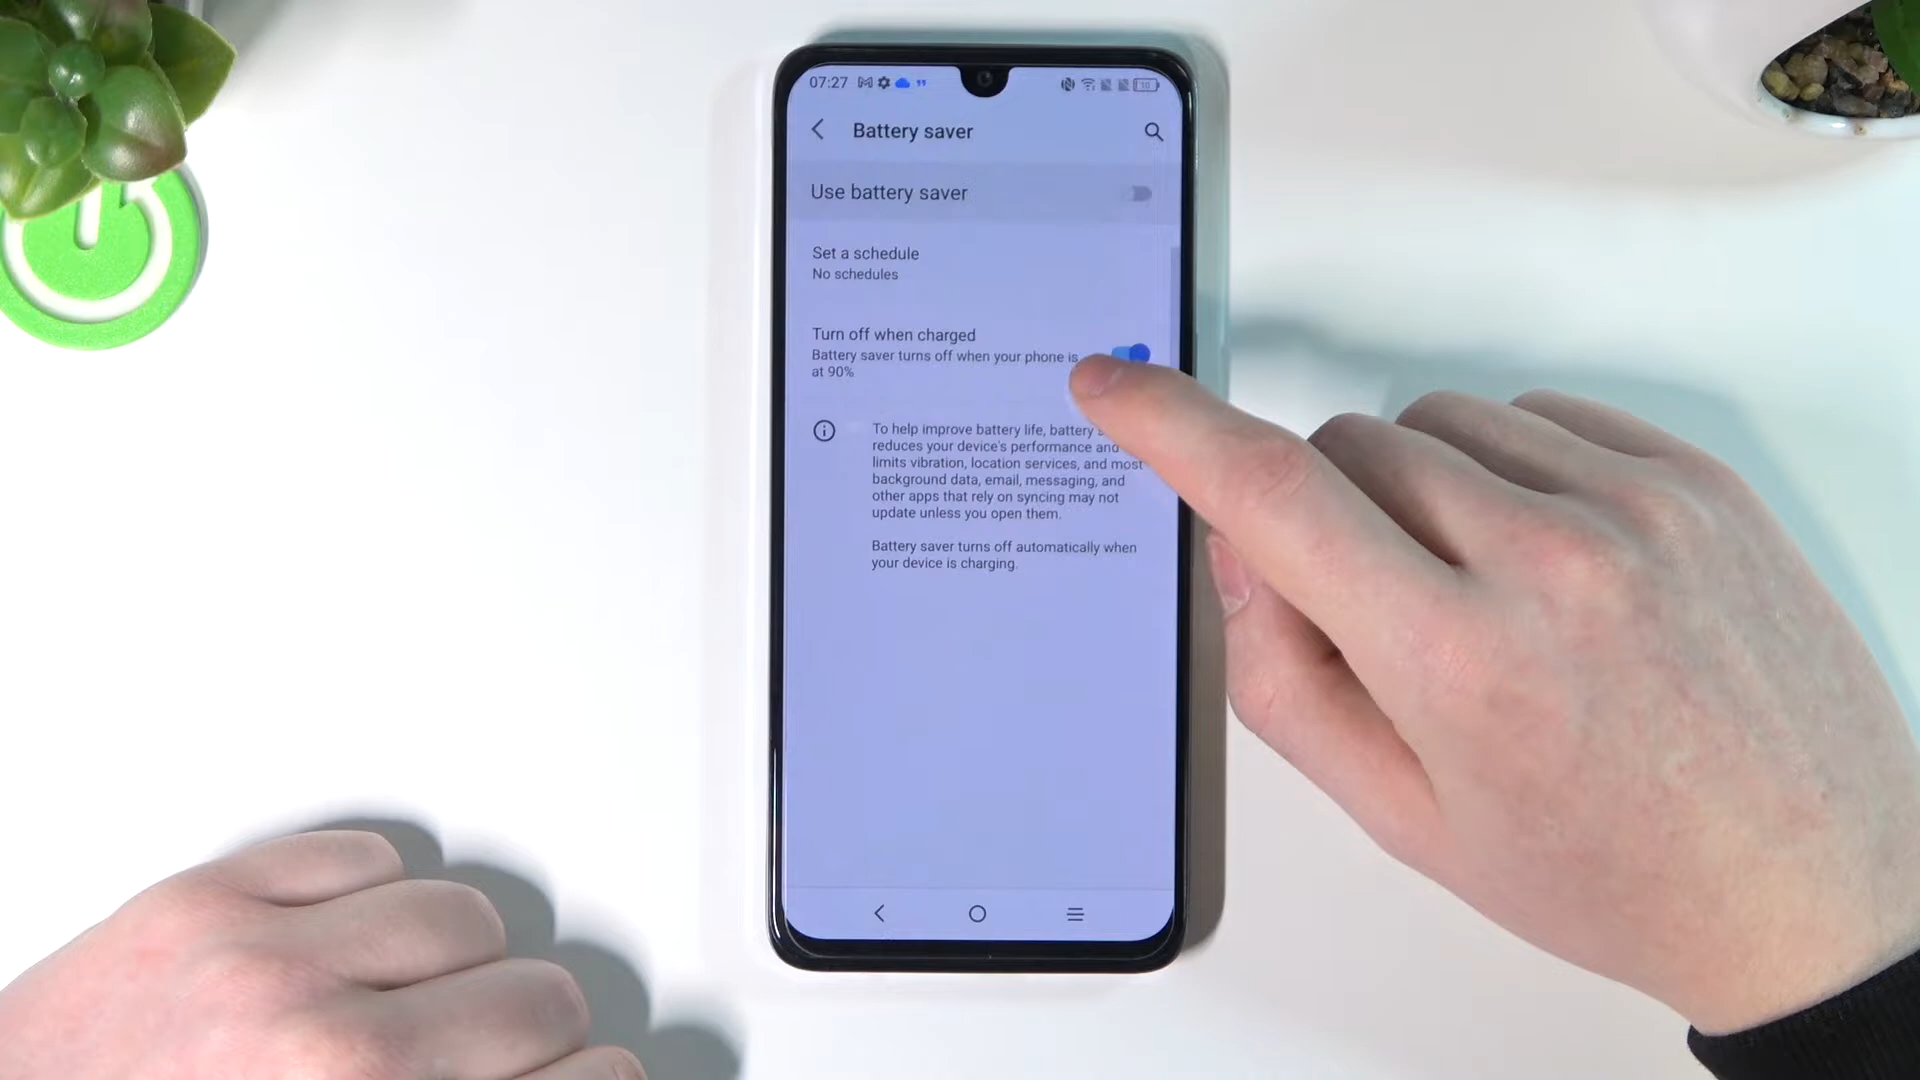 07:27
Battery saver
Use battery saver
Set a schedule
No schedules
Turn off when charged
Battery saver turns off when your phone is
at 90%
To help improve battery life, battery
reduces your device's performance and
limits vibration, location services, and most
background data, email, messaging, and
other apps that rely on syncing may not
update unless you open them.
Battery saver turns off automatically when
your device is charging.